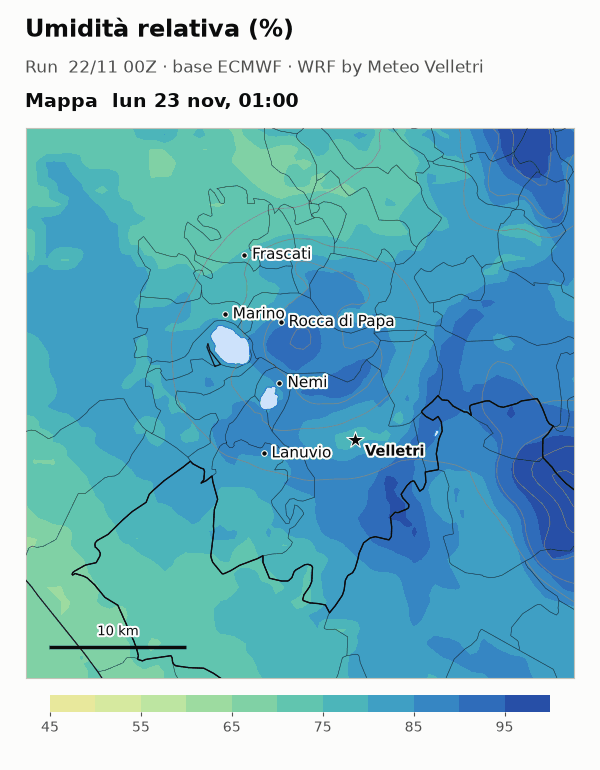 Umidità relativa (%)
Run  22/11 00Z · base ECMWF · WRF by Meteo Velletri
Mappa  lun 23 nov, 01:00
Frascati
Marino
Rocca di Papa
Nemi
Velletri
Lanuvio
10 km
45 55 65 75 85 95